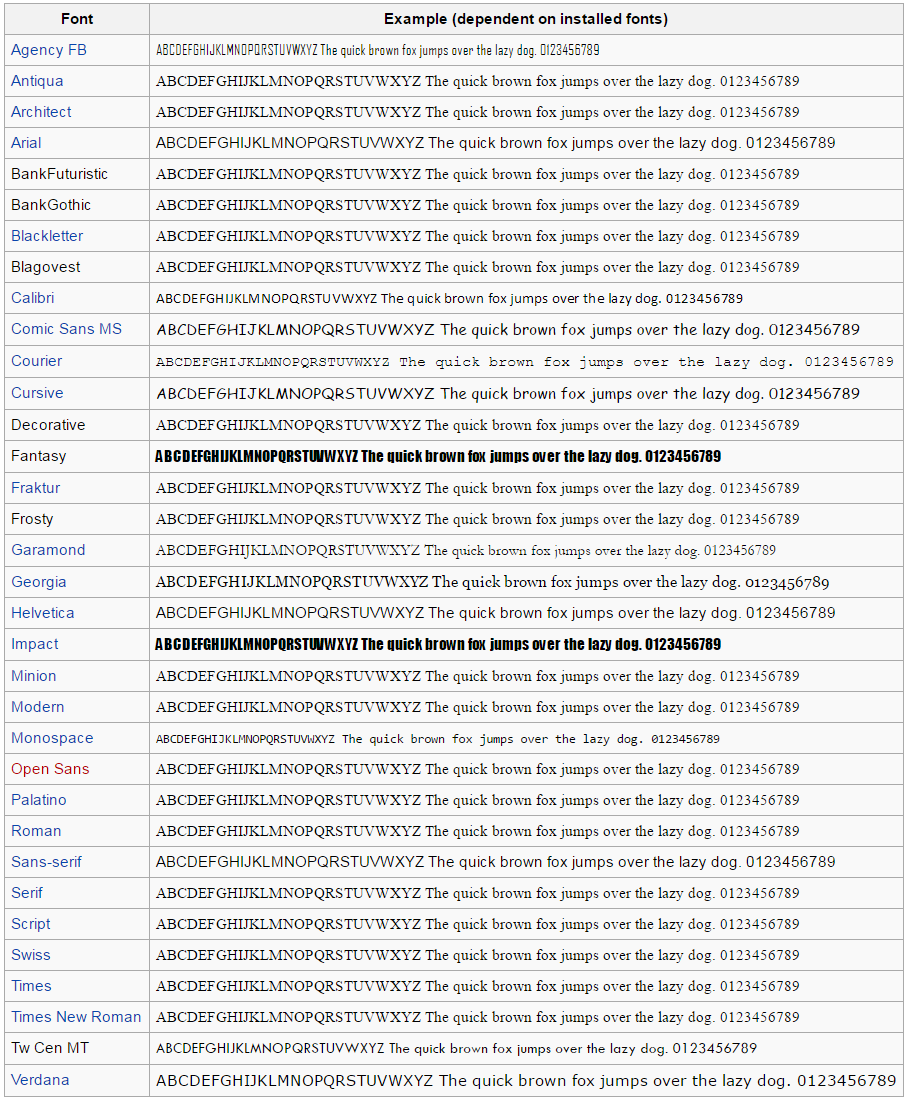 Font Example (dependent on installed fonts)
Agency FB ABCDEFGHIJKLMNOPQRSTUVWXYZ The quick brown fox jumps over the lazy dog. 0123456789
Antiqua ABCDEFGHIJKLMNOPQRSTUVWXYZ The quick brown fox jumps over the lazy dog. 0123456789
Architect ABCDEFGHIJKLMNOPQRSTUVWXYZ The quick brown fox jumps over the lazy dog. 0123456789
Arial ABCDEFGHIJKLMNOPQRSTUVWXYZ The quick brown fox jumps over the lazy dog. 0123456789
BankFuturistic ABCDEFGHIJKLMNOPQRSTUVWXYZ The quick brown fox jumps over the lazy dog. 0123456789
BankGothic ABCDEFGHIJKLMNOPQRSTUVWXYZ The quick brown fox jumps over the lazy dog. 0123456789
Blackletter ABCDEFGHIJKLMNOPQRSTUVWXYZ The quick brown fox jumps over the lazy dog. 0123456789
Blagovest ABCDEFGHIJKLMNOPQRSTUVWXYZ The quick brown fox jumps over the lazy dog. 0123456789
Calibri ABCDEFGHIJKLMNOPQRSTUVWXYZ The quick brown fox jumps over the lazy dog. 0123456789
Comic Sans MS ABCDEFGHIJKLMNOPQRSTUVWXYZ The quick brown fox jumps over the lazy dog. 0123456789
Courier ABCDEFGHIJKLMNOPQRSTUVWXYZ The quick brown fox jumps over the lazy dog. 0123456789
Cursive ABCDEFGHIJKLMNOPQRSTUVWXYZ The quick brown fox jumps over the lazy dog. 0123456789
Decorative ABCDEFGHIJKLMNOPQRSTUVWXYZ The quick brown fox jumps over the lazy dog. 0123456789
Fantasy ABCDEFGHIJKLMNOPQRSTUVWXYZ The quick brown fox jumps over the lazy dog. 0123456789
Fraktur ABCDEFGHIJKLMNOPQRSTUVWXYZ The quick brown fox jumps over the lazy dog. 0123456789
Frosty ABCDEFGHIJKLMNOPQRSTUVWXYZ The quick brown fox jumps over the lazy dog. 0123456789
Garamond ABCDEFGHIJKLMNOPQRSTUVWXYZ The quick brown fox jumps over the lazy dog. 0123456789
Georgia ABCDEFGHIJKLMNOPQRSTUVWXYZ The quick brown fox jumps over the lazy dog. 0123456789
Helvetica ABCDEFGHIJKLMNOPQRSTUVWXYZ The quick brown fox jumps over the lazy dog. 0123456789
Impact ABCDEFGHIJKLMNOPQRSTUVWXYZ The quick brown fox jumps over the lazy dog. 0123456789
Minion ABCDEFGHIJKLMNOPQRSTUVWXYZ The quick brown fox jumps over the lazy dog. 0123456789
Modern ABCDEFGHIJKLMNOPQRSTUVWXYZ The quick brown fox jumps over the lazy dog. 0123456789
Monospace ABCDEFGHIJKLMNOPQRSTUVWXYZ The quick brown fox jumps over the lazy dog. 0123456789
Open Sans ABCDEFGHIJKLMNOPQRSTUVWXYZ The quick brown fox jumps over the lazy dog. 0123456789
Palatino ABCDEFGHIJKLMNOPQRSTUVWXYZ The quick brown fox jumps over the lazy dog. 0123456789
Roman ABCDEFGHIJKLMNOPQRSTUVWXYZ The quick brown fox jumps over the lazy dog. 0123456789
Sans-serif ABCDEFGHIJKLMNOPQRSTUVWXYZ The quick brown fox jumps over the lazy dog. 0123456789
Serif ABCDEFGHIJKLMNOPQRSTUVWXYZ The quick brown fox jumps over the lazy dog. 0123456789
Script ABCDEFGHIJKLMNOPQRSTUVWXYZ The quick brown fox jumps over the lazy dog. 0123456789
Swiss ABCDEFGHIJKLMNOPQRSTUVWXYZ The quick brown fox jumps over the lazy dog. 0123456789
Times ABCDEFGHIJKLMNOPQRSTUVWXYZ The quick brown fox jumps over the lazy dog. 0123456789
Times New Roman ABCDEFGHIJKLMNOPQRSTUVWXYZ The quick brown fox jumps over the lazy dog. 0123456789
Tw Cen MT ABCDEFGHIJKLMNOPQRSTUVWXYZ The quick brown fox jumps over the lazy dog. 0123456789
Verdana ABCDEFGHIJKLMNOPQRSTUVWXYZ The quick brown fox jumps over the lazy dog. 0123456789